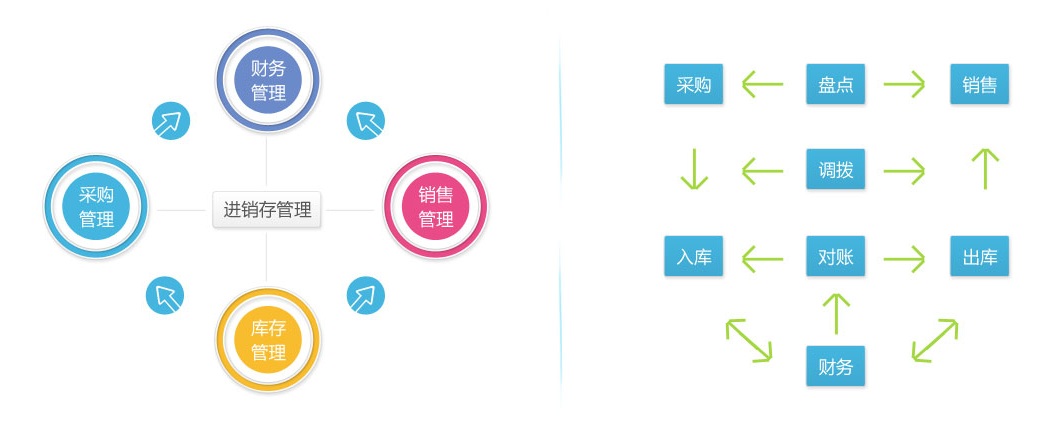 财务
管理
采购
管理
进销存管理
销售
管理
库存
管理
采购
盘点
销售
调拨
入库
对账
出库
财务